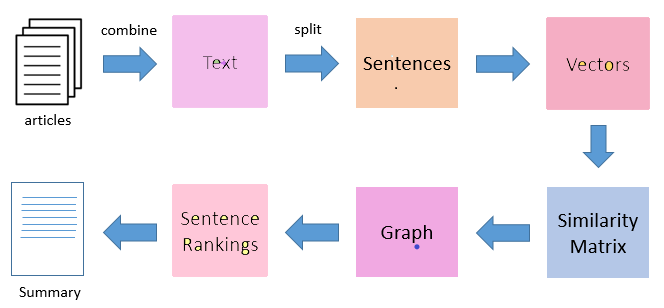 combine
split
Text
Sentences
Vectors
articles
Similarity
Matrix
Graph
Sentence
Rankings
Summary